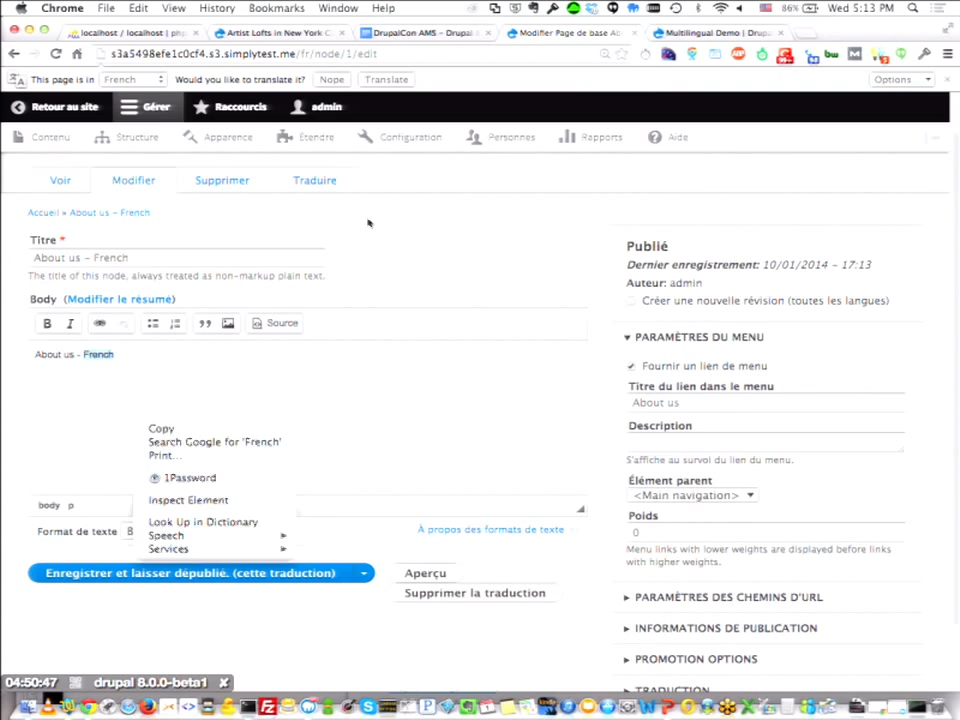 Chrome File Edit View History Bookmarks Window Help 86% Wed 5:13 PM
localhost / localhost | ph Artist Lofts in New York C DrupalCon AMS - Drupal 8 Modifier Page de base Ab Multilingual Demo | Drupa
s3a5498efe1c0cf4.s3.simplytest.me/fr/node/1/edit
This page is in French Would you like to translate it? Nope Translate Options
Retour au site Gérer Raccourcis admin
Contenu Structure Apparence Étendre Configuration Personnes Rapports Aide
Voir Modifier Supprimer Traduire
Accueil » About us - French
Titre *
About us - French
The title of this node, always treated as non-markup plain text.
Body (Modifier le résumé)
B I Source
About us - French
Copy
Search Google for 'French'
Print...
1Password
Inspect Element
Look Up in Dictionary
Speech
Services
body p
Format de texte B
À propos des formats de texte
Enregistrer et laisser dépublié. (cette traduction)
Aperçu
Supprimer la traduction
Publié
Dernier enregistrement: 10/01/2014 - 17:13
Auteur: admin
Créer une nouvelle révision (toutes les langues)
PARAMÈTRES DU MENU
Fournir un lien de menu
Titre du lien dans le menu
About us
Description
S'affiche au survol du lien du menu.
Élément parent
<Main navigation>
Poids
0
Menu links with lower weights are displayed before links
with higher weights.
PARAMÈTRES DES CHEMINS D'URL
INFORMATIONS DE PUBLICATION
PROMOTION OPTIONS
TRADUCTION
04:50:47 drupal 8.0.0-beta1 x